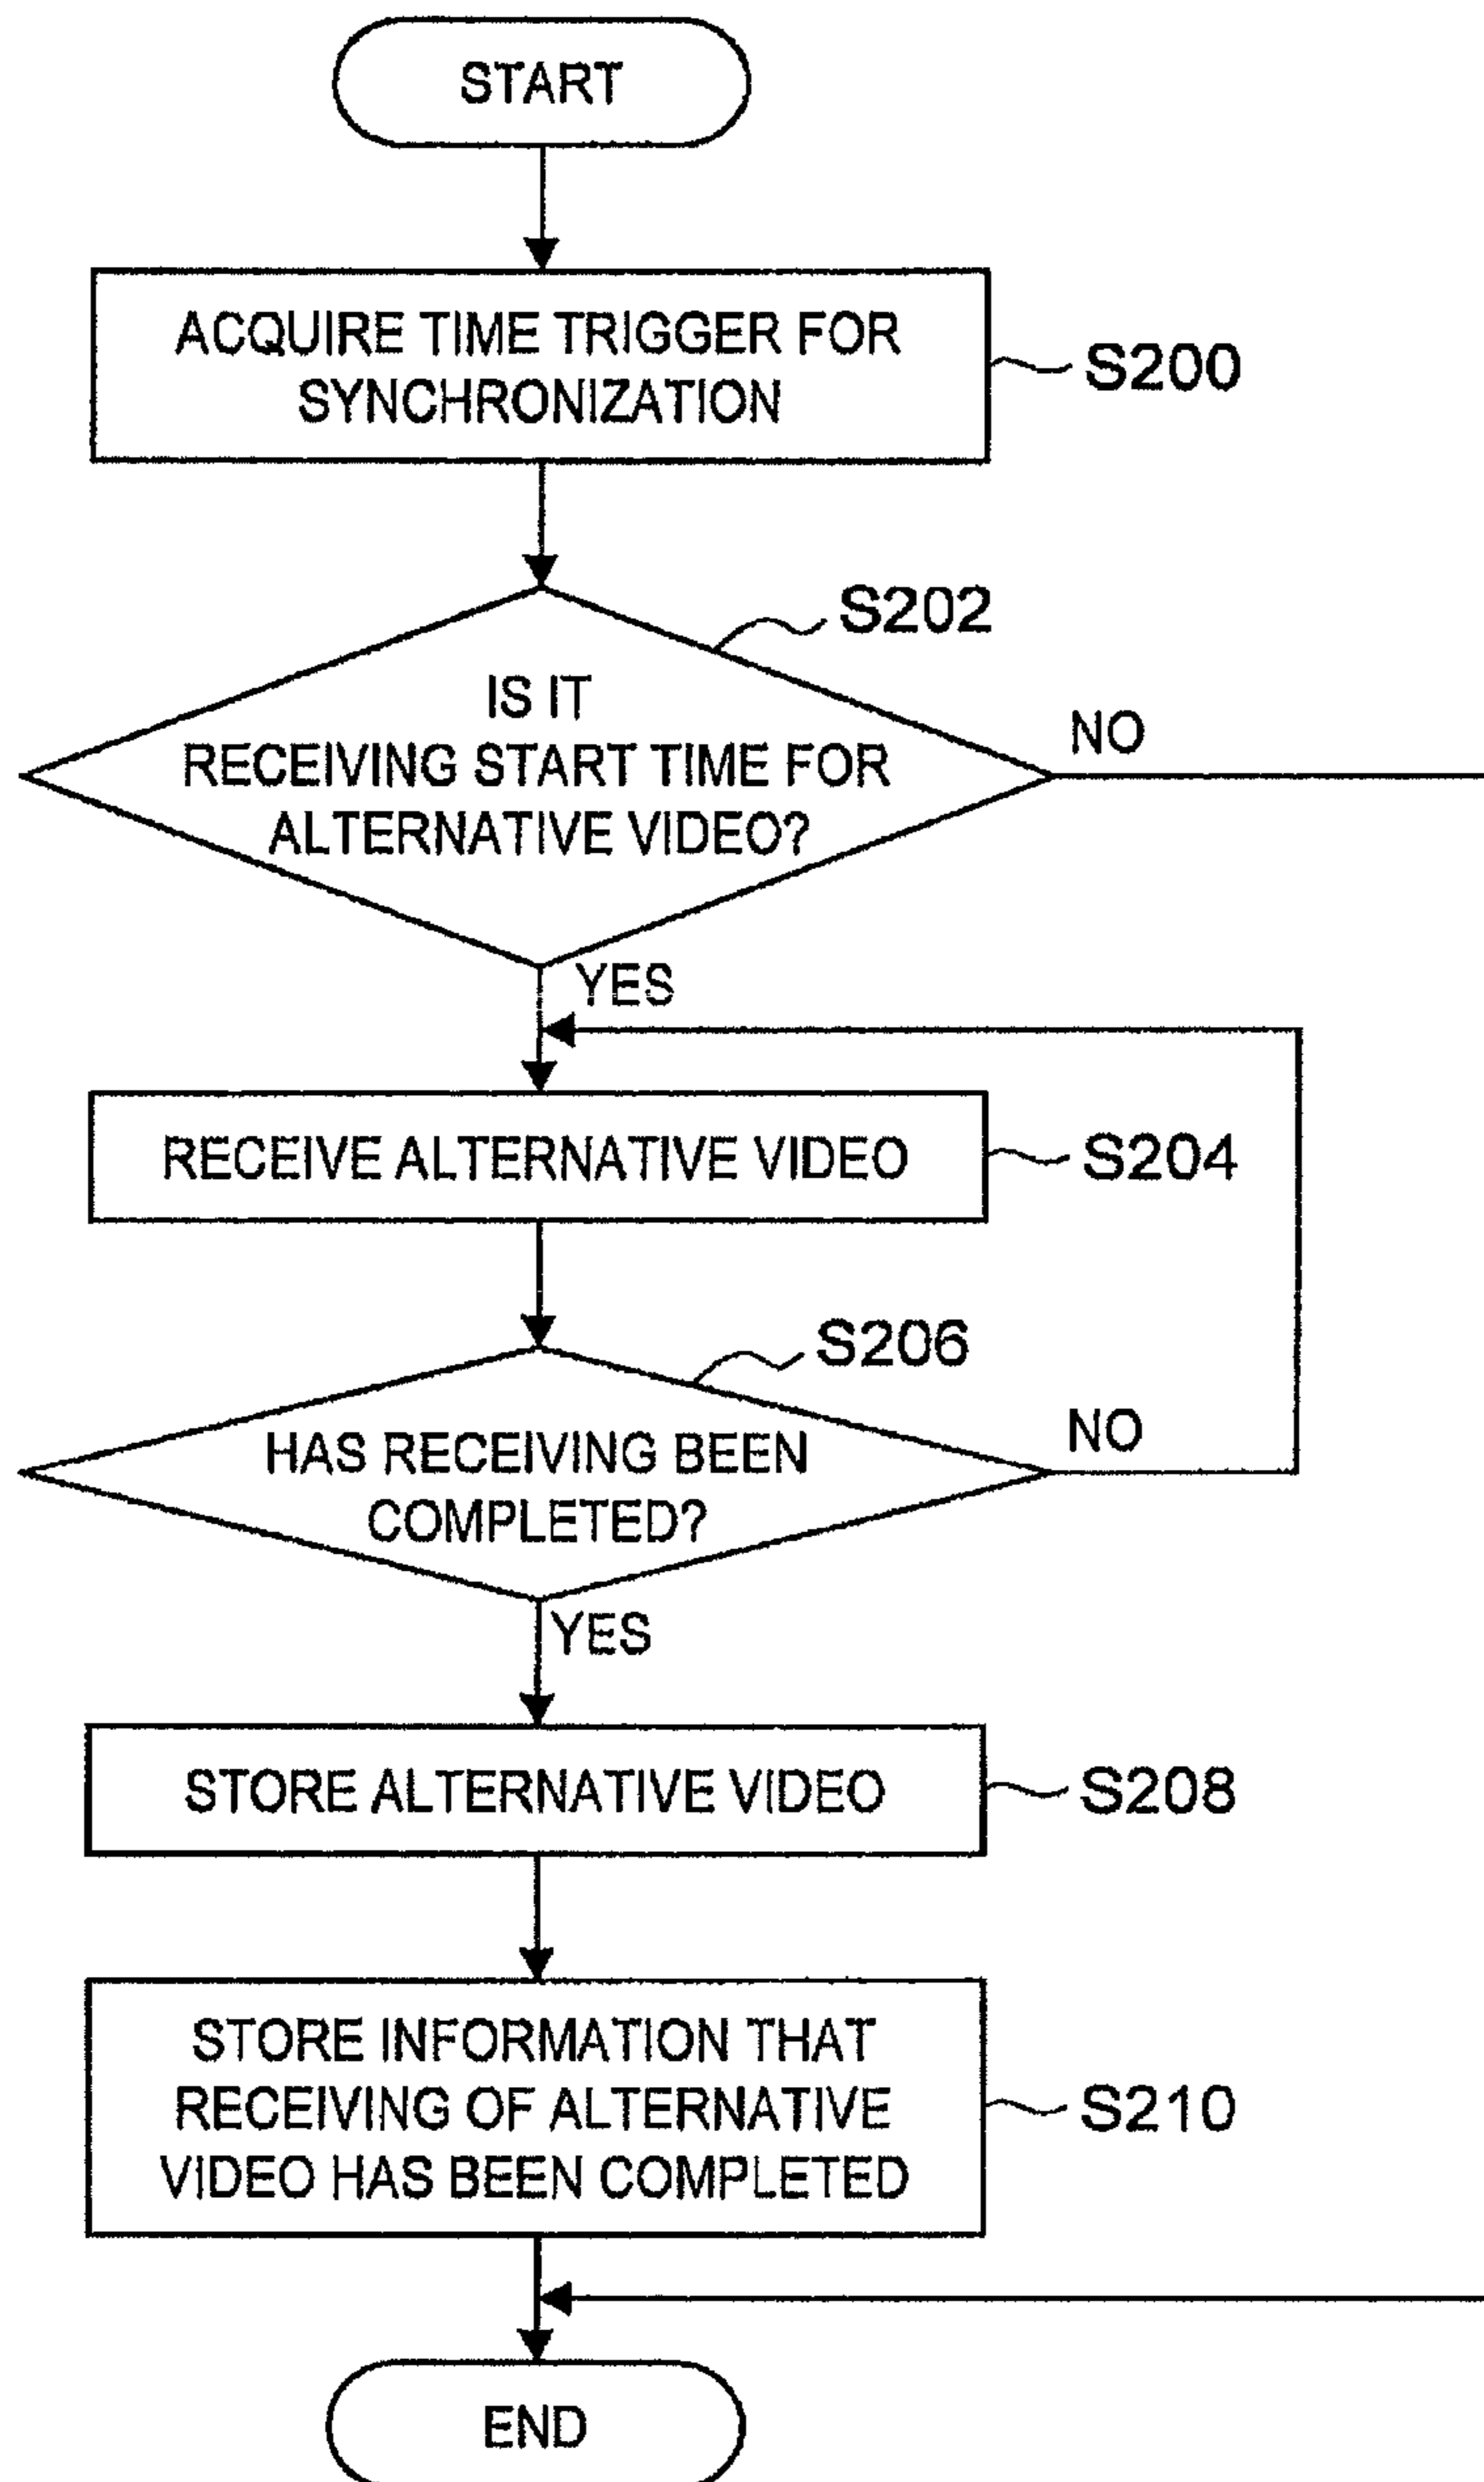 START
ACQUIRE TIME TRIGGER FOR
SYNCHRONIZATION
S200
S202
IS IT
RECEIVING START TIME FOR
ALTERNATIVE VIDEO?
NO
YES
RECEIVE ALTERNATIVE VIDEO
S204
S206
HAS RECEIVING BEEN
COMPLETED?
NO
YES
STORE ALTERNATIVE VIDEO
S208
STORE INFORMATION THAT
RECEIVING OF ALTERNATIVE
VIDEO HAS BEEN COMPLETED
S210
END